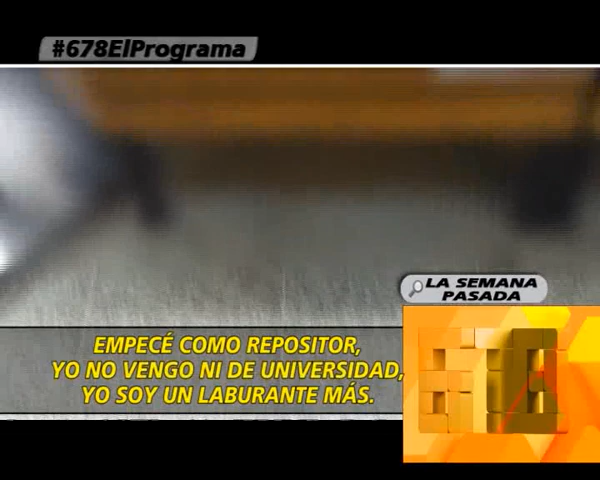 #678ElPrograma
LA SEMANA
PASADA
EMPECÉ COMO REPOSITOR,
YO NO VENGO NI DE UNIVERSIDAD,
YO SOY UN LABURANTE MÁS.